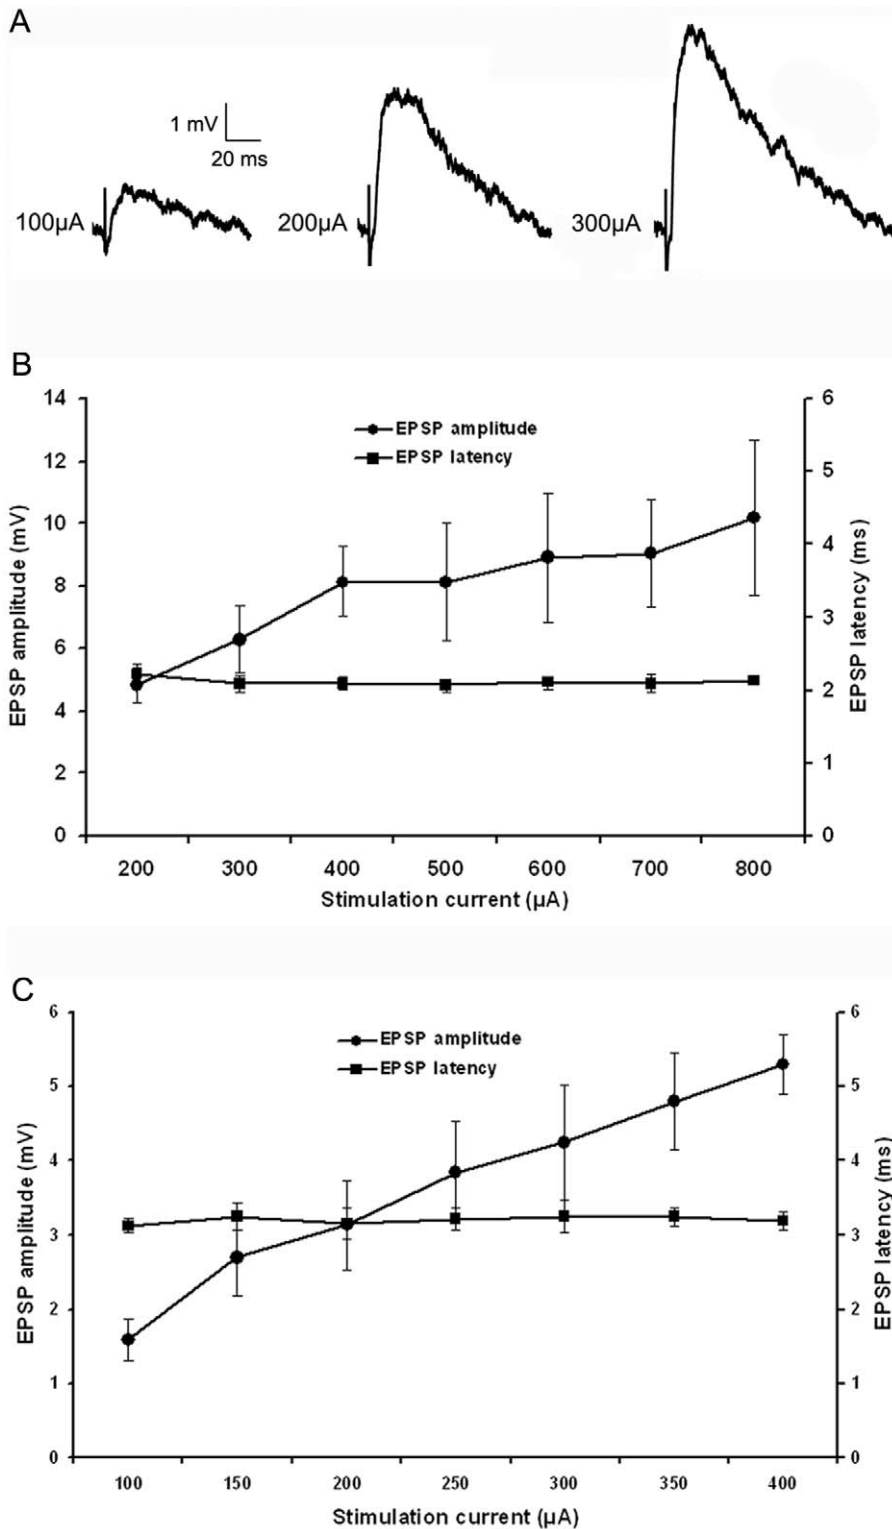 A
1 mV
20 ms
100µA
200µA
300µA
B
EPSP amplitude
EPSP latency
EPSP amplitude (mV)
14
12
10
8
6
4
2
0
EPSP latency (ms)
6
5
4
3
2
1
0
200 300 400 500 600 700 800
Stimulation current (µA)
C
EPSP amplitude
EPSP latency
EPSP amplitude (mV)
6
5
4
3
2
1
0
EPSP latency (ms)
6
5
4
3
2
1
0
100 150 200 250 300 350 400
Stimulation current (µA)